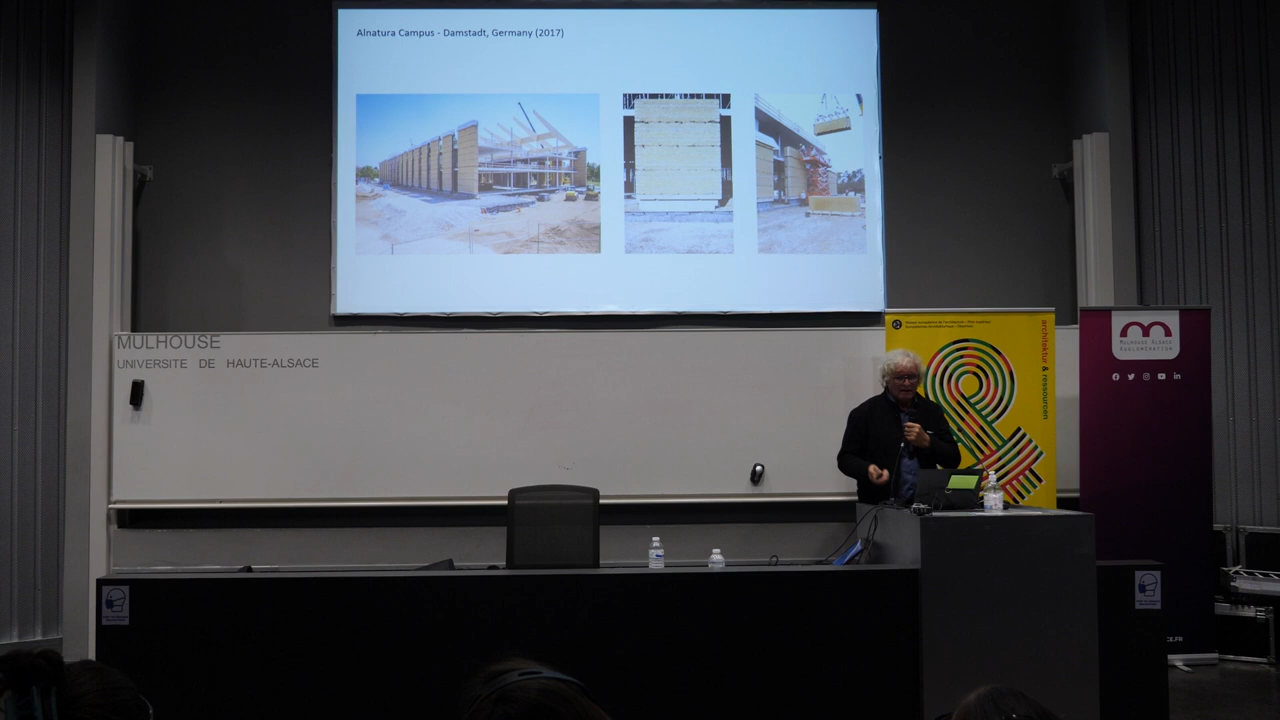 Alnatura Campus - Damstadt, Germany (2017)
MULHOUSE
UNIVERSITE DE HAUTE-ALSACE
architektur & ressourcen
MULHOUSE ALSACE
AGGLOMÉRATION